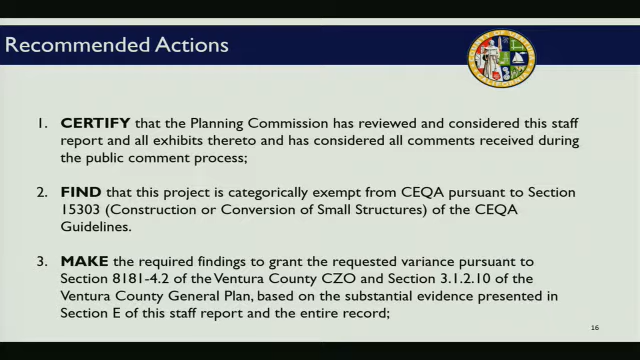 Recommended Actions
1. CERTIFY that the Planning Commission has reviewed and considered this staff
report and all exhibits thereto and has considered all comments received during
the public comment process;
2. FIND that this project is categorically exempt from CEQA pursuant to Section
15303 (Construction or Conversion of Small Structures) of the CEQA
Guidelines.
3. MAKE the required findings to grant the requested variance pursuant to
Section 8181-4.2 of the Ventura County CZO and Section 3.1.2.10 of the
Ventura County General Plan, based on the substantial evidence presented in
Section E of this staff report and the entire record;
16